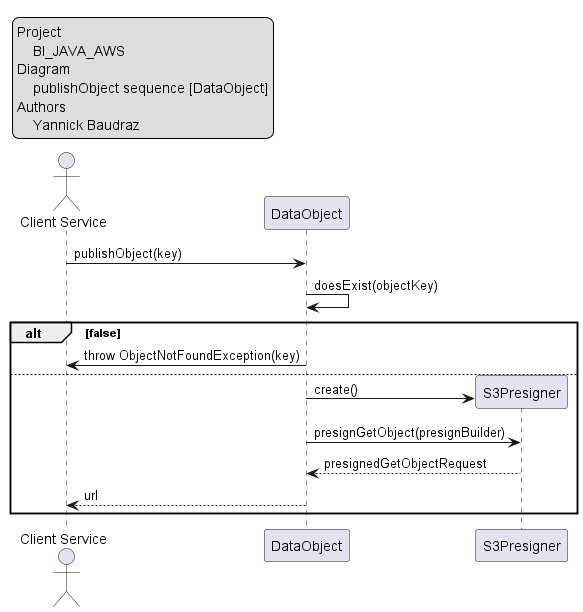 Project
BI_JAVA_AWS
Diagram
publishObject sequence [DataObject]
Authors
Yannick Baudraz
Client Service
DataObject
publishObject(key)
doesExist(objectKey)
alt [false]
throw ObjectNotFoundException(key)
create()
S3Presigner
presignGetObject(presignBuilder)
presignedGetObjectRequest
url
Client Service DataObject S3Presigner